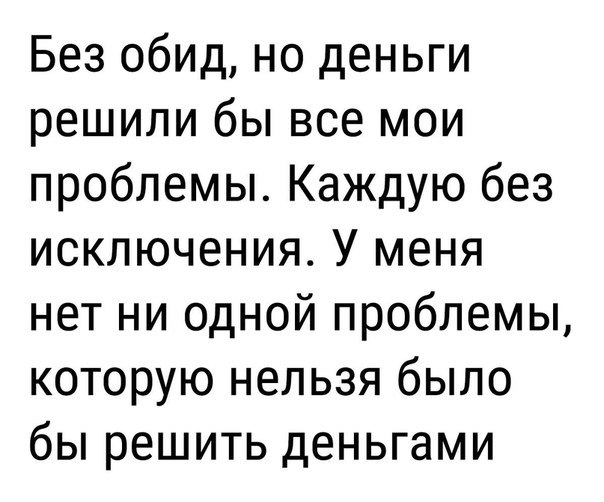 Без обид, но деньги
решили бы все мои
проблемы. Каждую без
исключения. У меня
нет ни одной проблемы,
которую нельзя было
бы решить деньгами